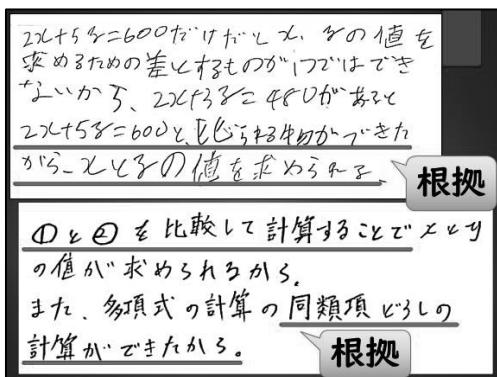 2x+5y=600だけだとx、yの値を
求めるための差とするものが1つではでき
ないから、2x+3y=480があると
2x+5y=600と、比べられる物ができた
から、xとyの値を求められる。
根拠
①と②を比較して計算することでxとy
の値が求められるから。
また、多項式の計算の同類項どうしの
計算ができたから。
根拠